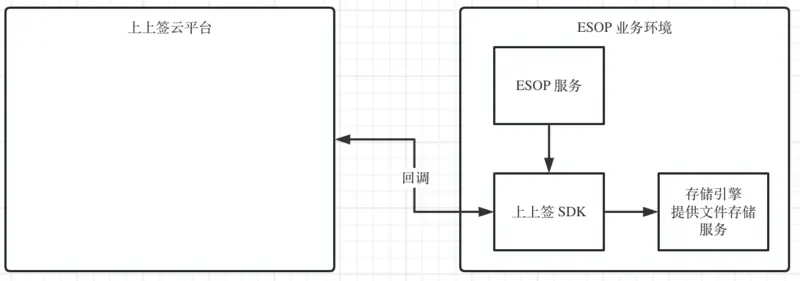 上上签云平台
ESOP 业务环境
ESOP 服务
回调
上上签 SDK
存储引擎
提供文件存储
服务